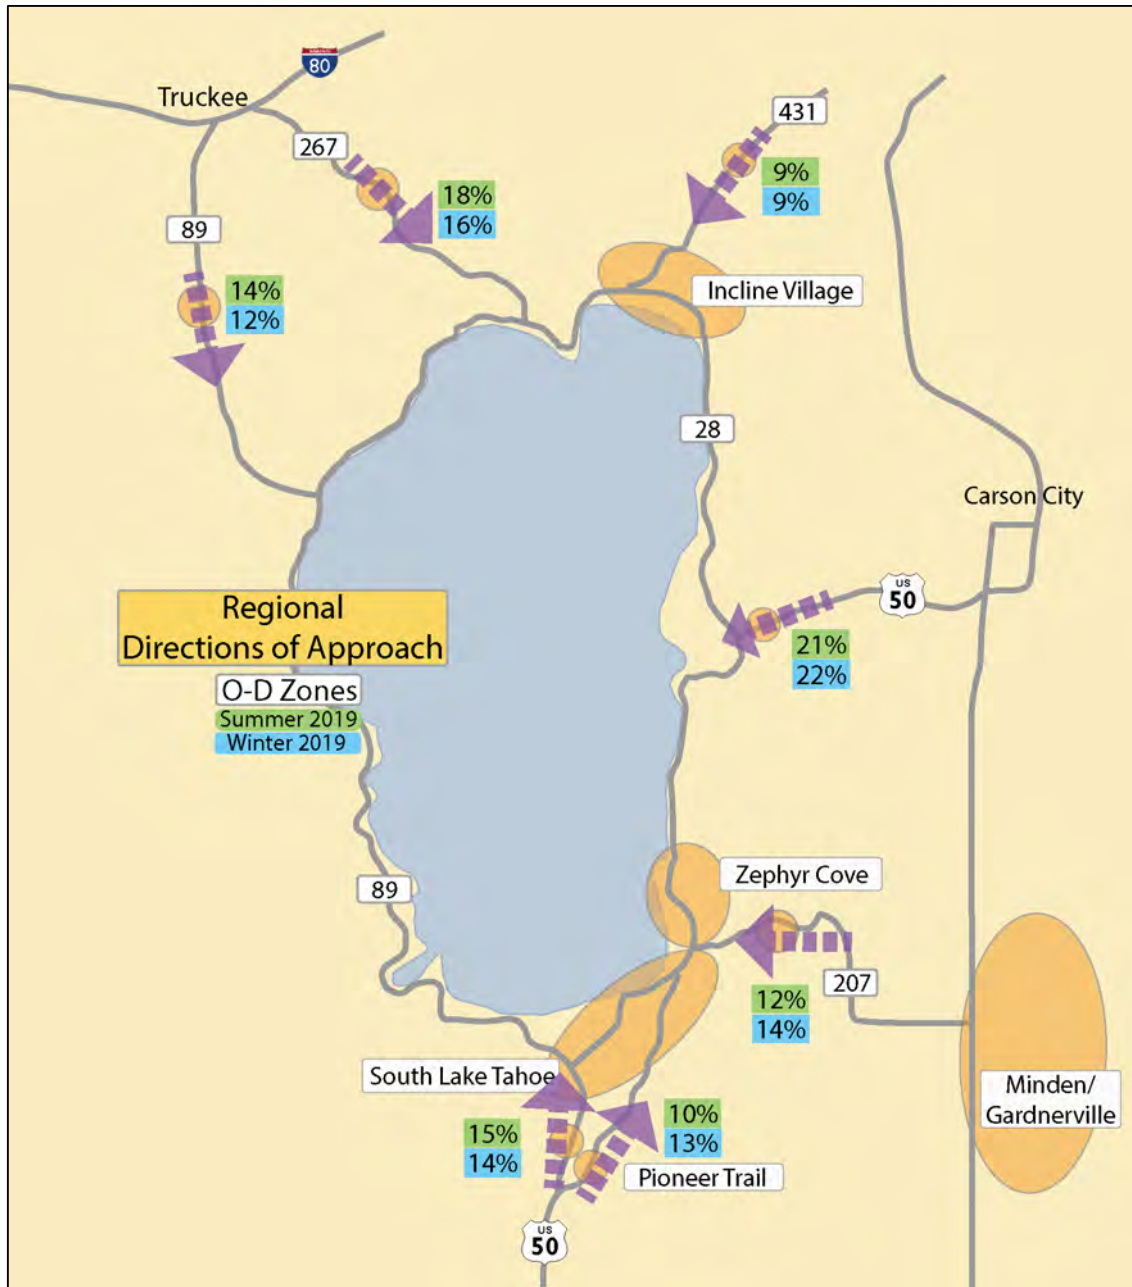 80
Truckee
431
267
9%
9%
18%
16%
89
Incline Village
14%
12%
28
Carson City
US
50
Regional
Directions of Approach
21%
22%
O-D Zones
Summer 2019
Winter 2019
Zephyr Cove
89
207
12%
14%
South Lake Tahoe
Minden/
Gardnerville
10%
13%
15%
14%
Pioneer Trail
US
50